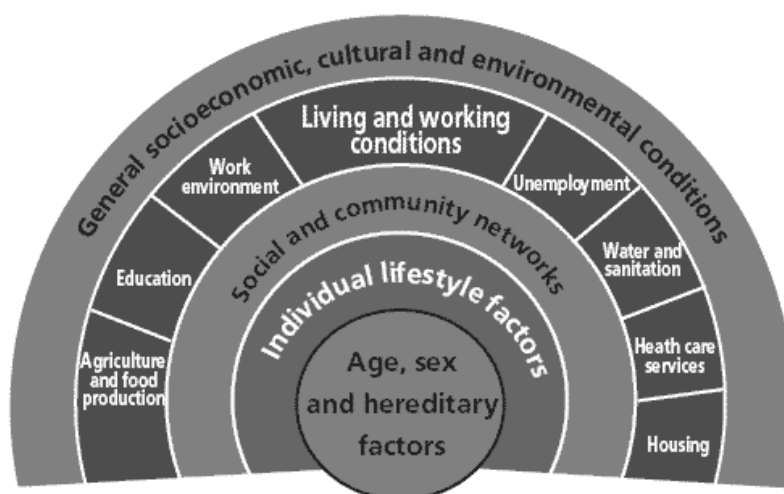 General socioeconomic, cultural and environmental conditions
Living and working
conditions
Work
environment
Unemployment
Education
Water and
sanitation
Agriculture
and food
production
Heath care
services
Housing
Social and community networks
Individual lifestyle factors
Age, sex
and hereditary
factors